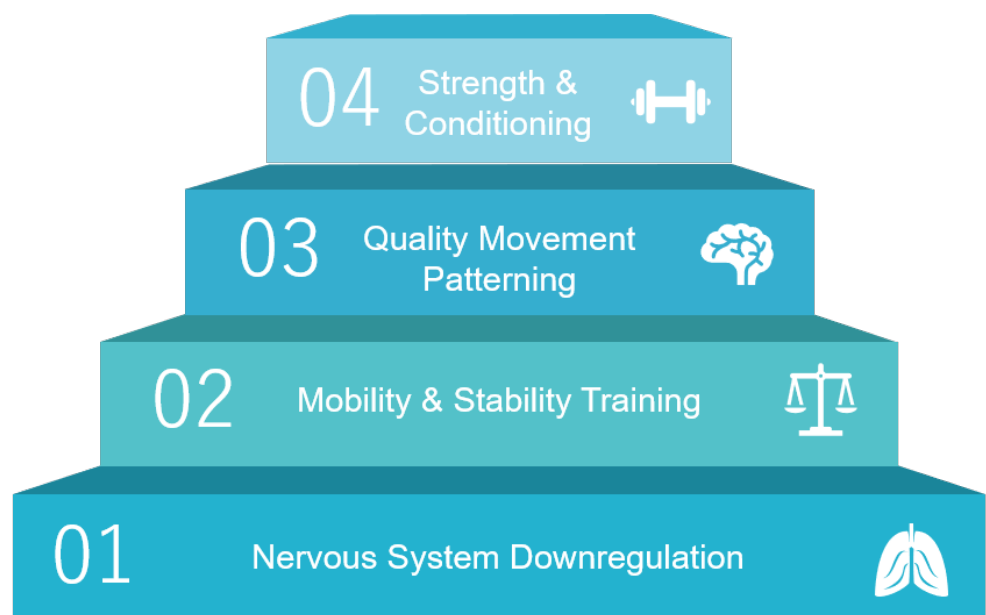 04 Strength &
Conditioning
03 Quality Movement
Patterning
02 Mobility & Stability Training
01 Nervous System Downregulation